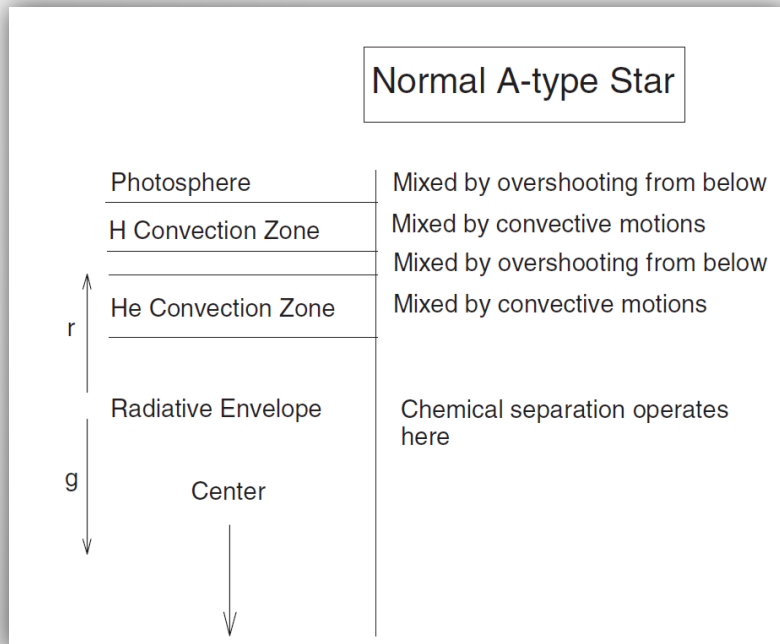 Normal A-type Star
Photosphere
Mixed by overshooting from below
H Convection Zone
Mixed by convective motions
Mixed by overshooting from below
He Convection Zone
Mixed by convective motions
r
Radiative Envelope
Chemical separation operates
here
g
Center